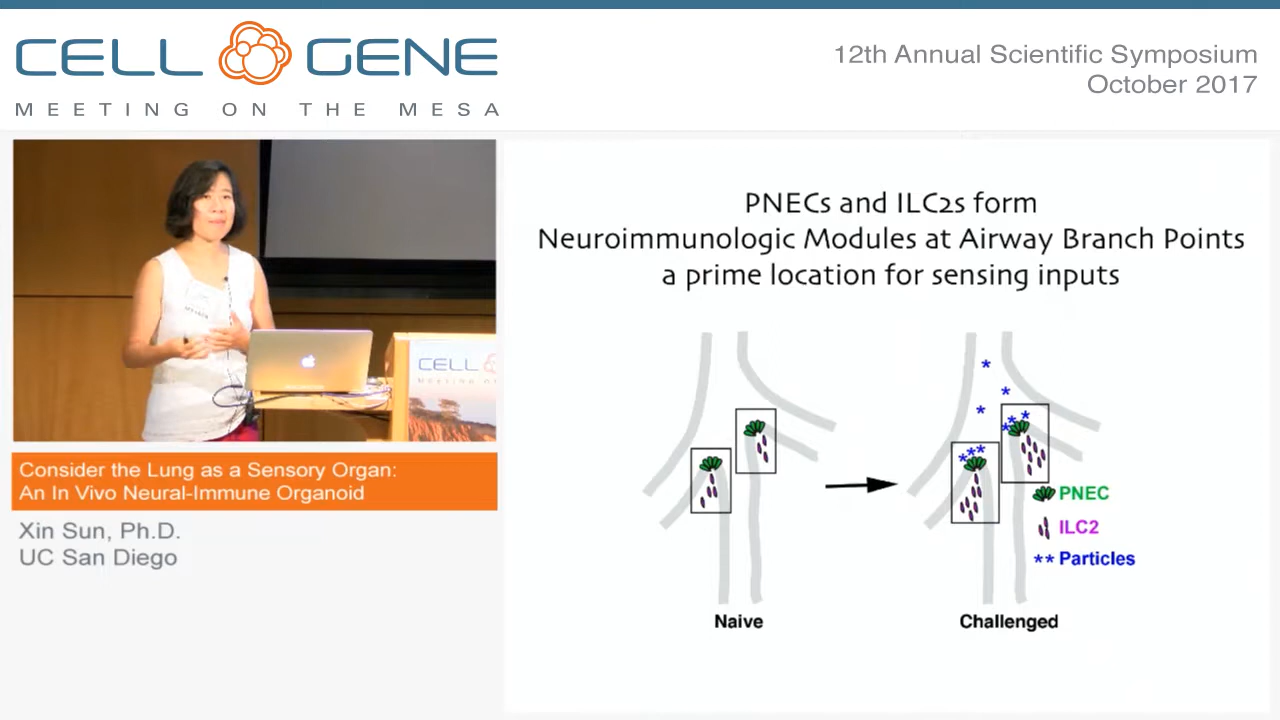 CELL GENE
MEETING ON THE MESA
12th Annual Scientific Symposium
October 2017
CELL
PNECs and ILC2s form
Neuroimmunologic Modules at Airway Branch Points
a prime location for sensing inputs
PNEC
ILC2
** Particles
Naive
Challenged
Consider the Lung as a Sensory Organ:
An In Vivo Neural-Immune Organoid
Xin Sun, Ph.D.
UC San Diego